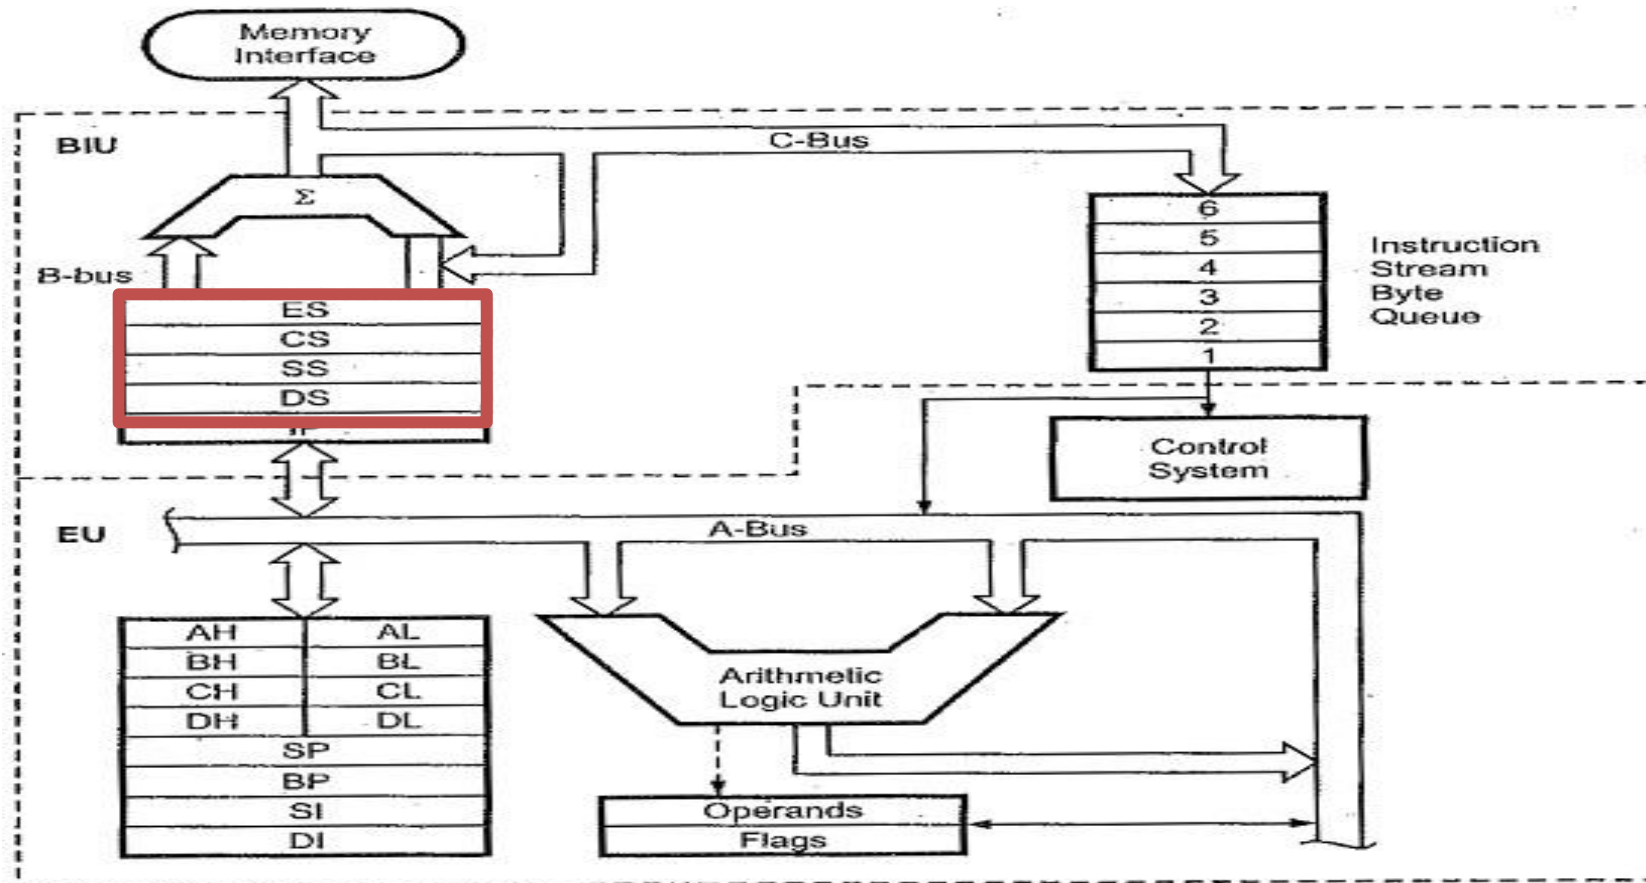 Memory
Interface
BIU
C-Bus
Σ
B-bus
ES
CS
SS
DS
6
5
4
3
2
1
Instruction
Stream
Byte
Queue
Control
System
EU
A-Bus
AH AL
BH BL
CH CL
DH DL
SP
BP
SI
DI
Arithmetic
Logic Unit
Operands
Flags